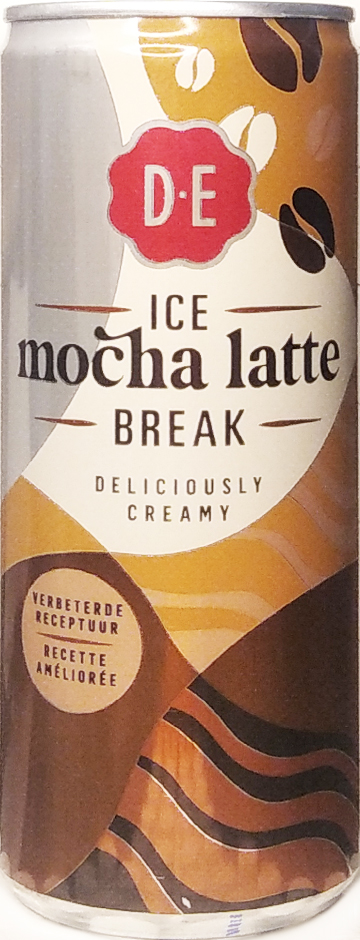 D·E
ICE
mocha latte
BREAK
DELICIOUSLY
CREAMY
VERBETERDE
RECEPTUUR
RECETTE
AMÉLIORÉE